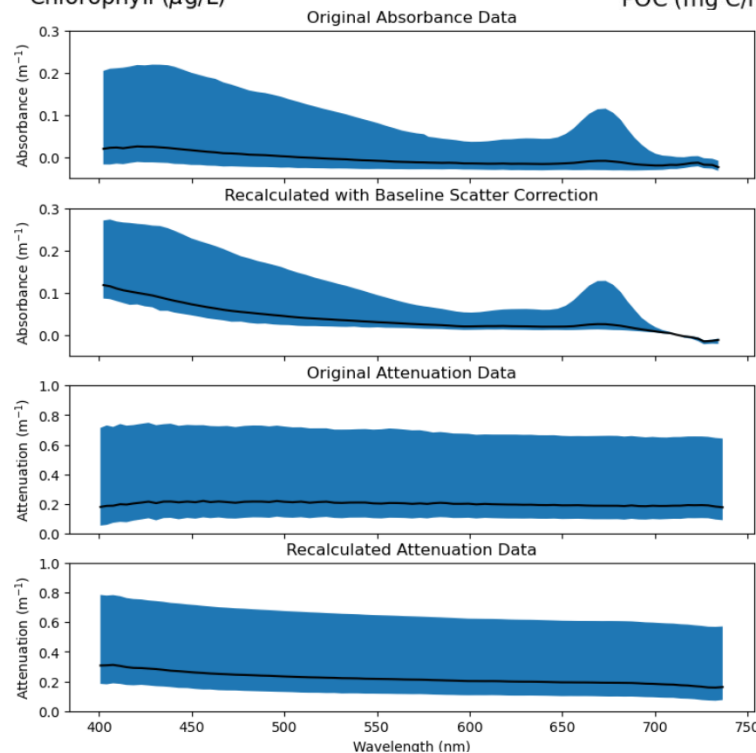 Chlorophyll (μg/L)
Original Absorbance Data
0.3
0.2
0.1
0.0
Absorbance (m⁻¹)
Recalculated with Baseline Scatter Correction
0.3
0.2
0.1
0.0
Absorbance (m⁻¹)
Original Attenuation Data
1.0
0.8
0.6
0.4
0.2
0.0
Attenuation (m⁻¹)
Recalculated Attenuation Data
1.0
0.8
0.6
0.4
0.2
0.0
Attenuation (m⁻¹)
400 450 500 550 600 650 700 750
Wavelength (nm)